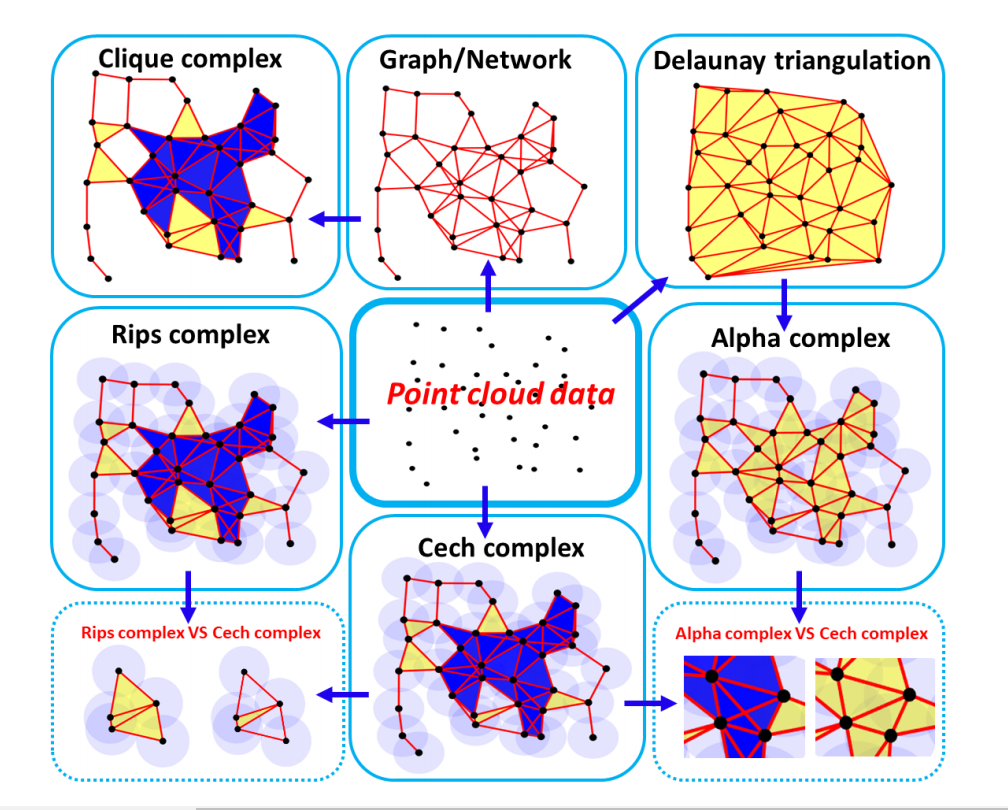 Clique complex
Graph/Network
Delaunay triangulation
Rips complex
Point cloud data
Alpha complex
Cech complex
Rips complex VS Cech complex
Alpha complex VS Cech complex